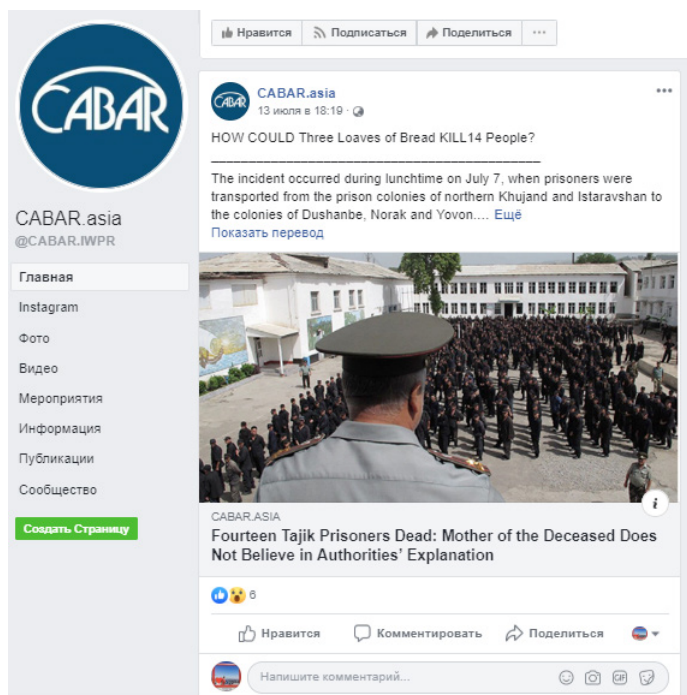 CABAR
CABAR.asia
@CABAR.IWPR
Главная
Instagram
Фото
Видео
Мероприятия
Информация
Публикации
Сообщество
Создать Страницу
Нравится Подписаться Поделиться ...
CABAR
CABAR.asia
13 июля в 18:19 ·
HOW COULD Three Loaves of Bread KILL14 People?
The incident occurred during lunchtime on July 7, when prisoners were
transported from the prison colonies of northern Khujand and Istaravshan to
the colonies of Dushanbe, Norak and Yovon.... Ещё
Показать перевод
i
CABAR.ASIA
Fourteen Tajik Prisoners Dead: Mother of the Deceased Does
Not Believe in Authorities' Explanation
6
Нравится Комментировать Поделиться
Напишите комментарий...
GIF